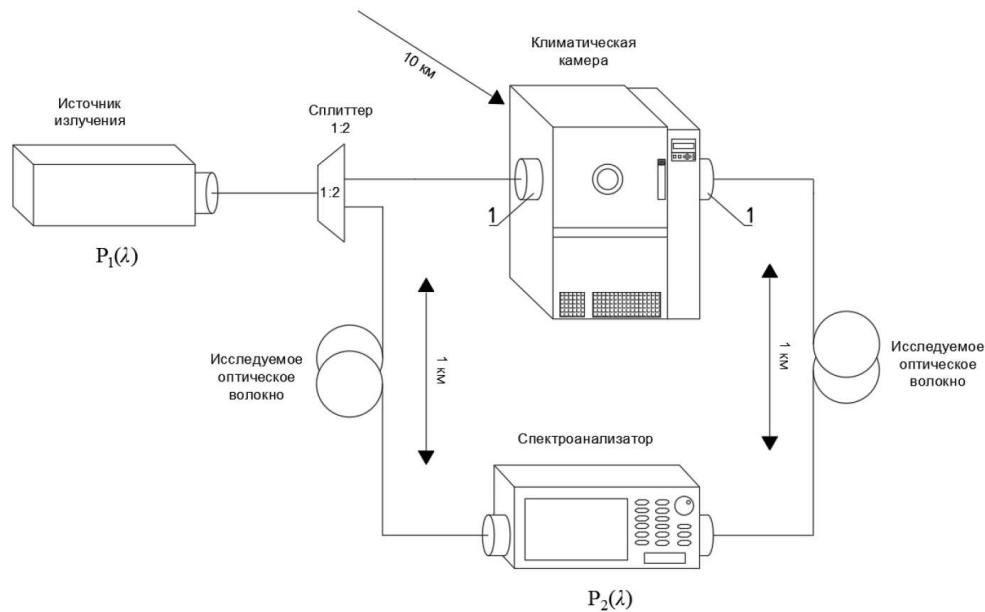 Климатическая
камера
10 км
Источник
излучения
Сплиттер
1:2
1:2
1
1
P₁(λ)
Исследуемое
оптическое
волокно
1 км
1 км
Исследуемое
оптическое
волокно
Спектроанализатор
P₂(λ)